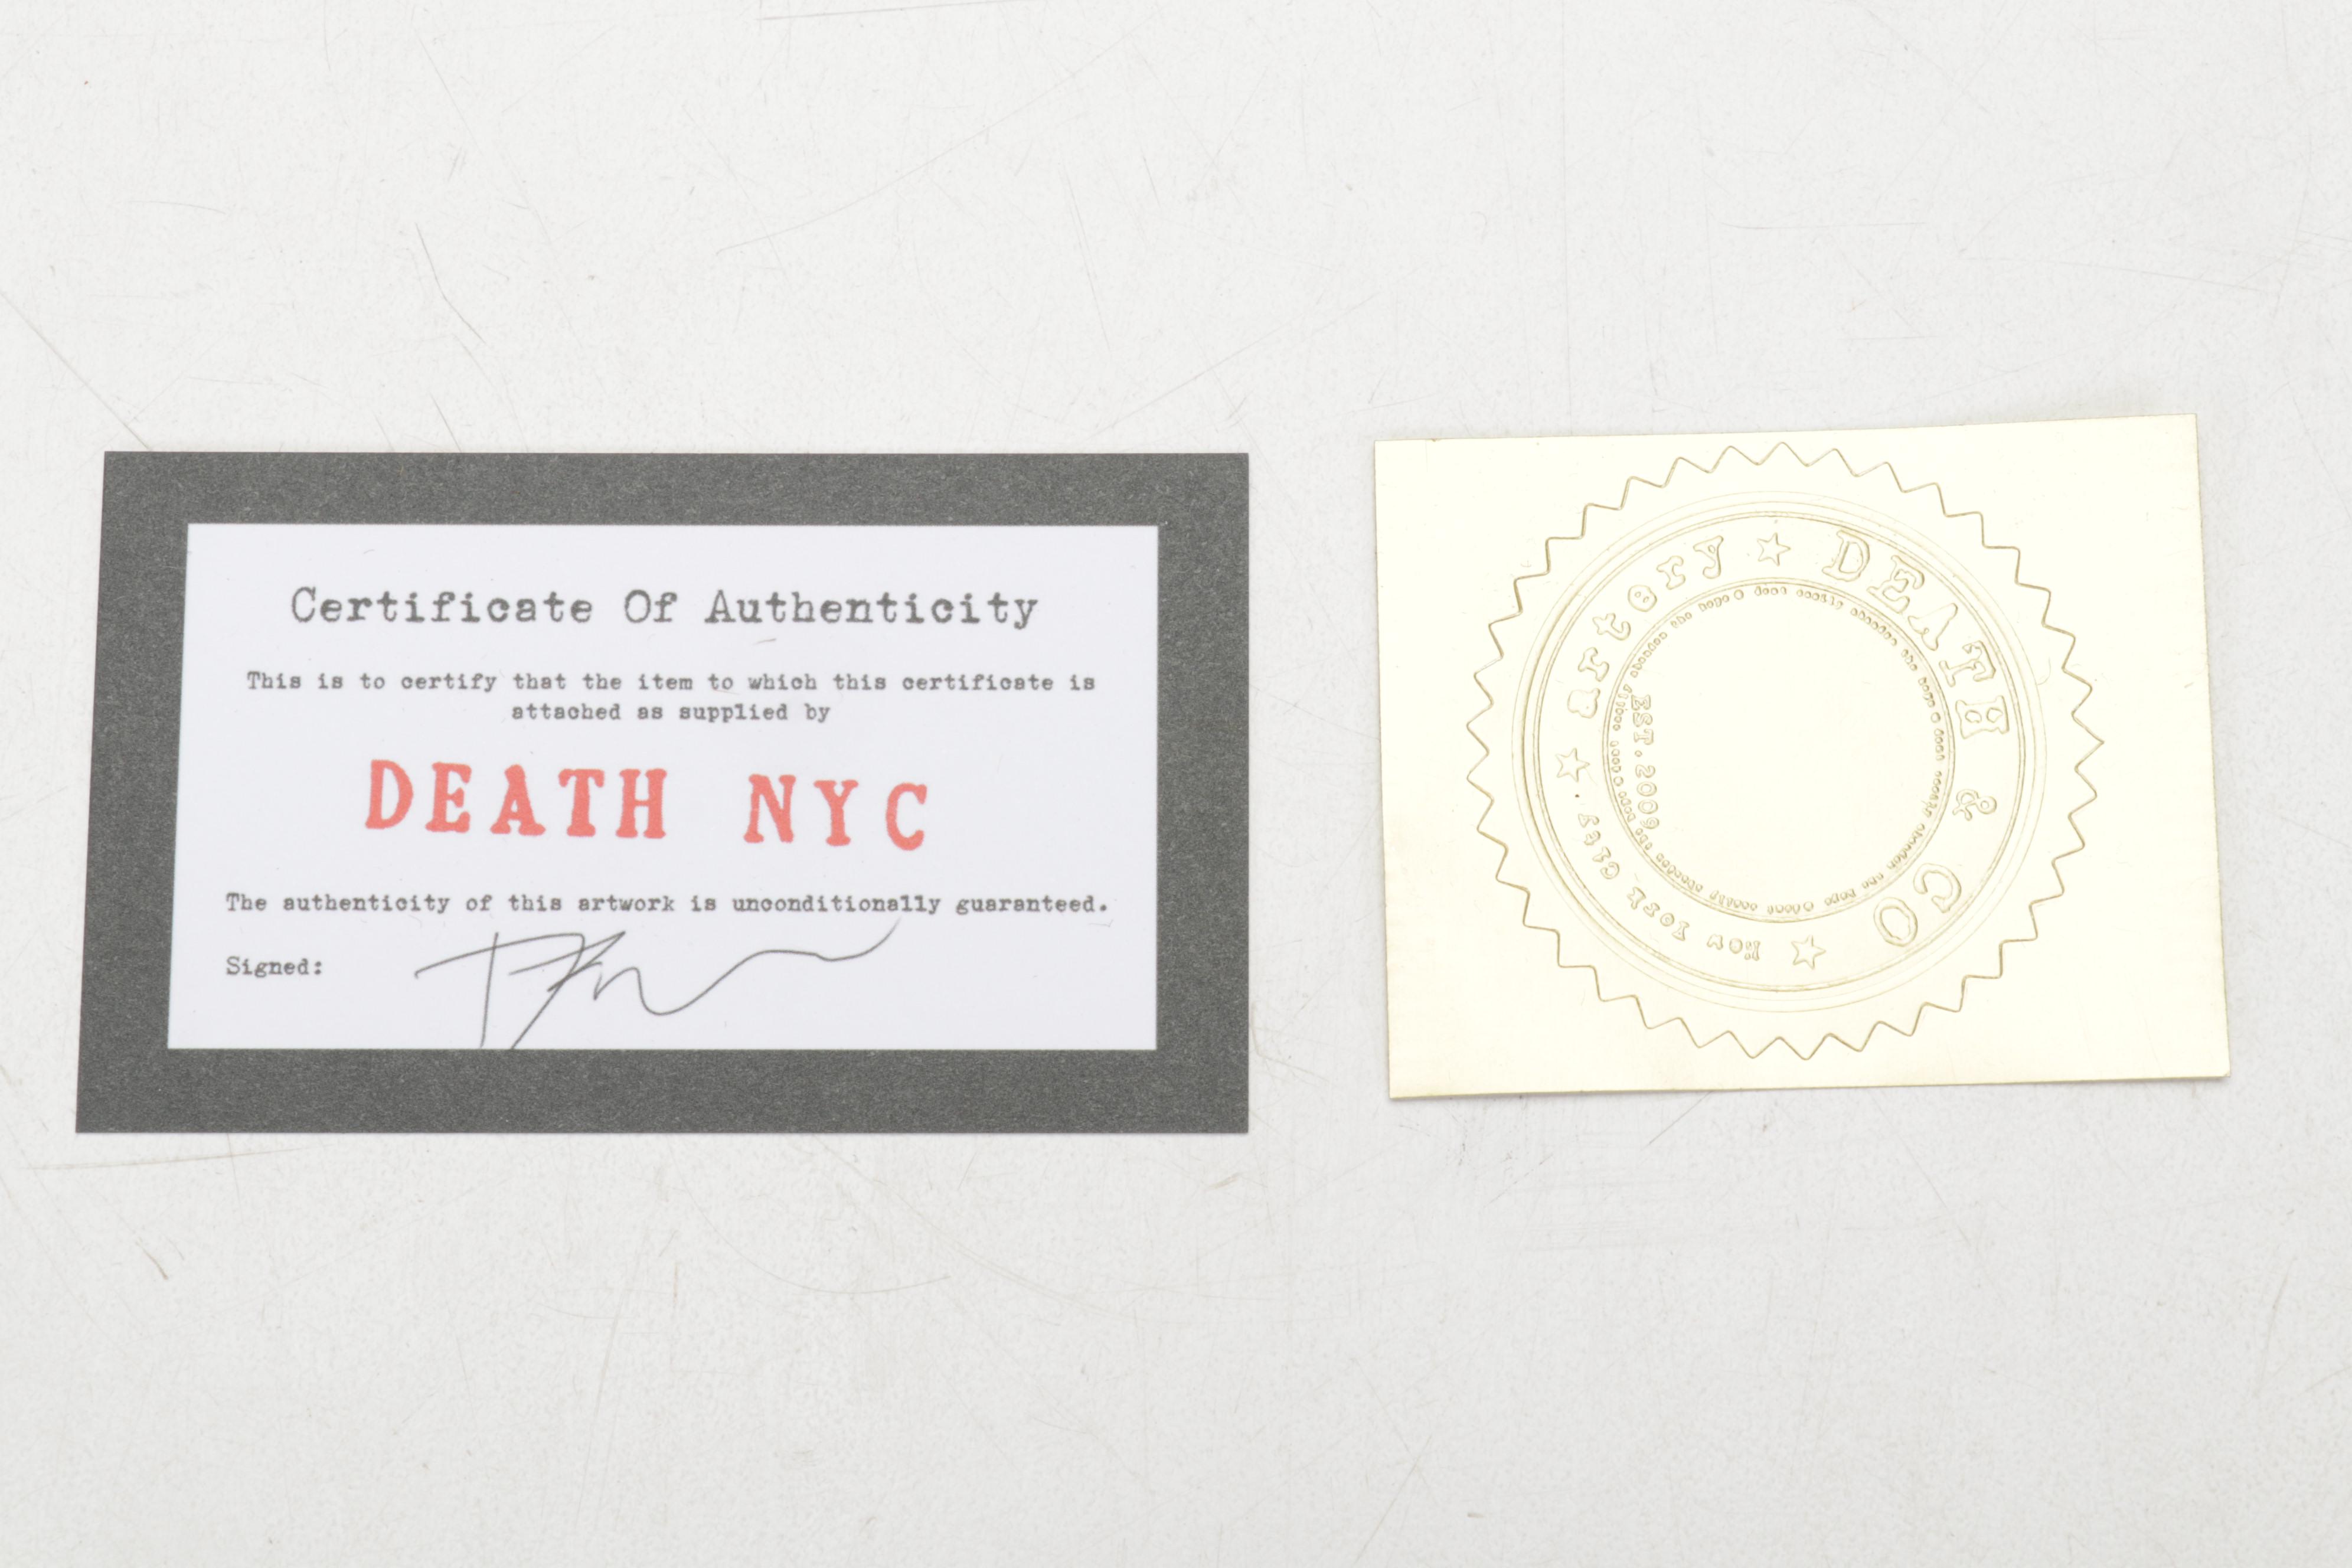 Certificate Of Authenticity
This is to certify that the item to which this certificate is
attached as supplied by
DEATH NYC
The authenticity of this artwork is unconditionally guaranteed.
Signed:
artery ☆ DEATH & CO ☆ New York City. ☆
EST. 2009